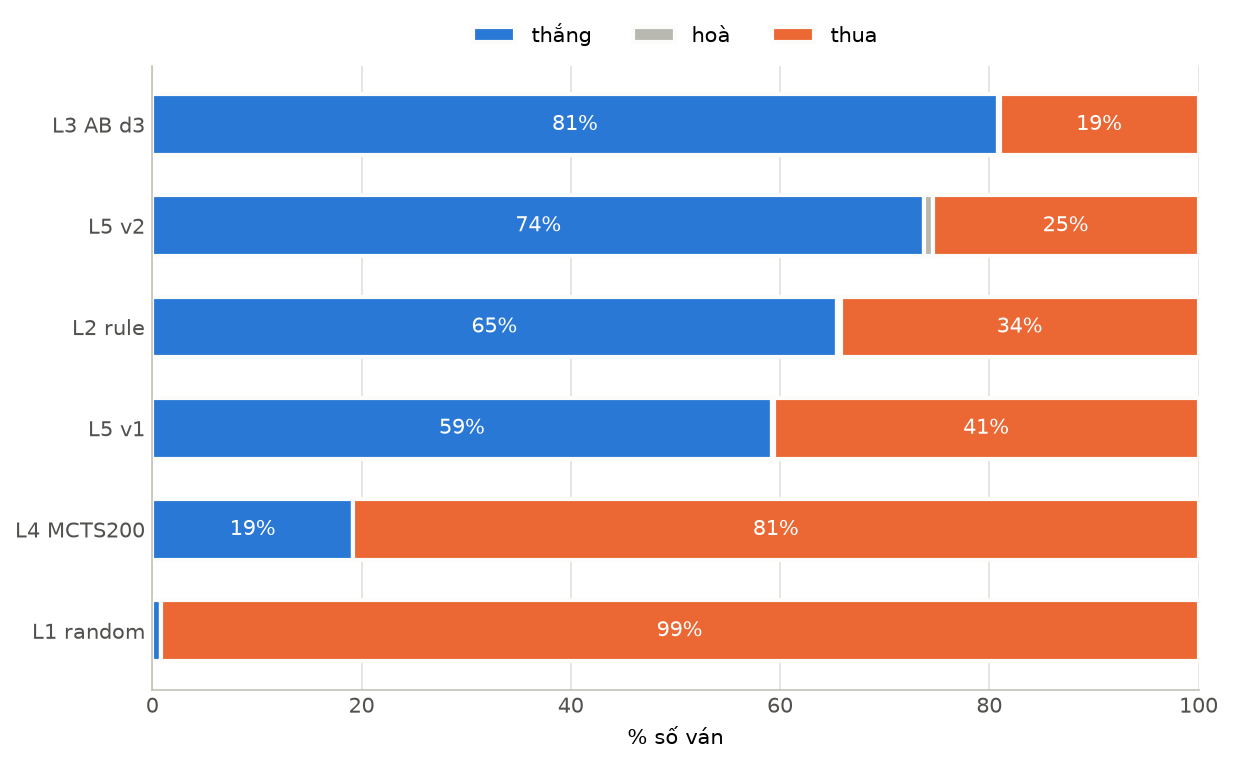 thắng hoà thua
L3 AB d3 81% 19%
L5 v2 74% 25%
L2 rule 65% 34%
L5 v1 59% 41%
L4 MCTS200 19% 81%
L1 random 99%
0 20 40 60 80 100
% số ván